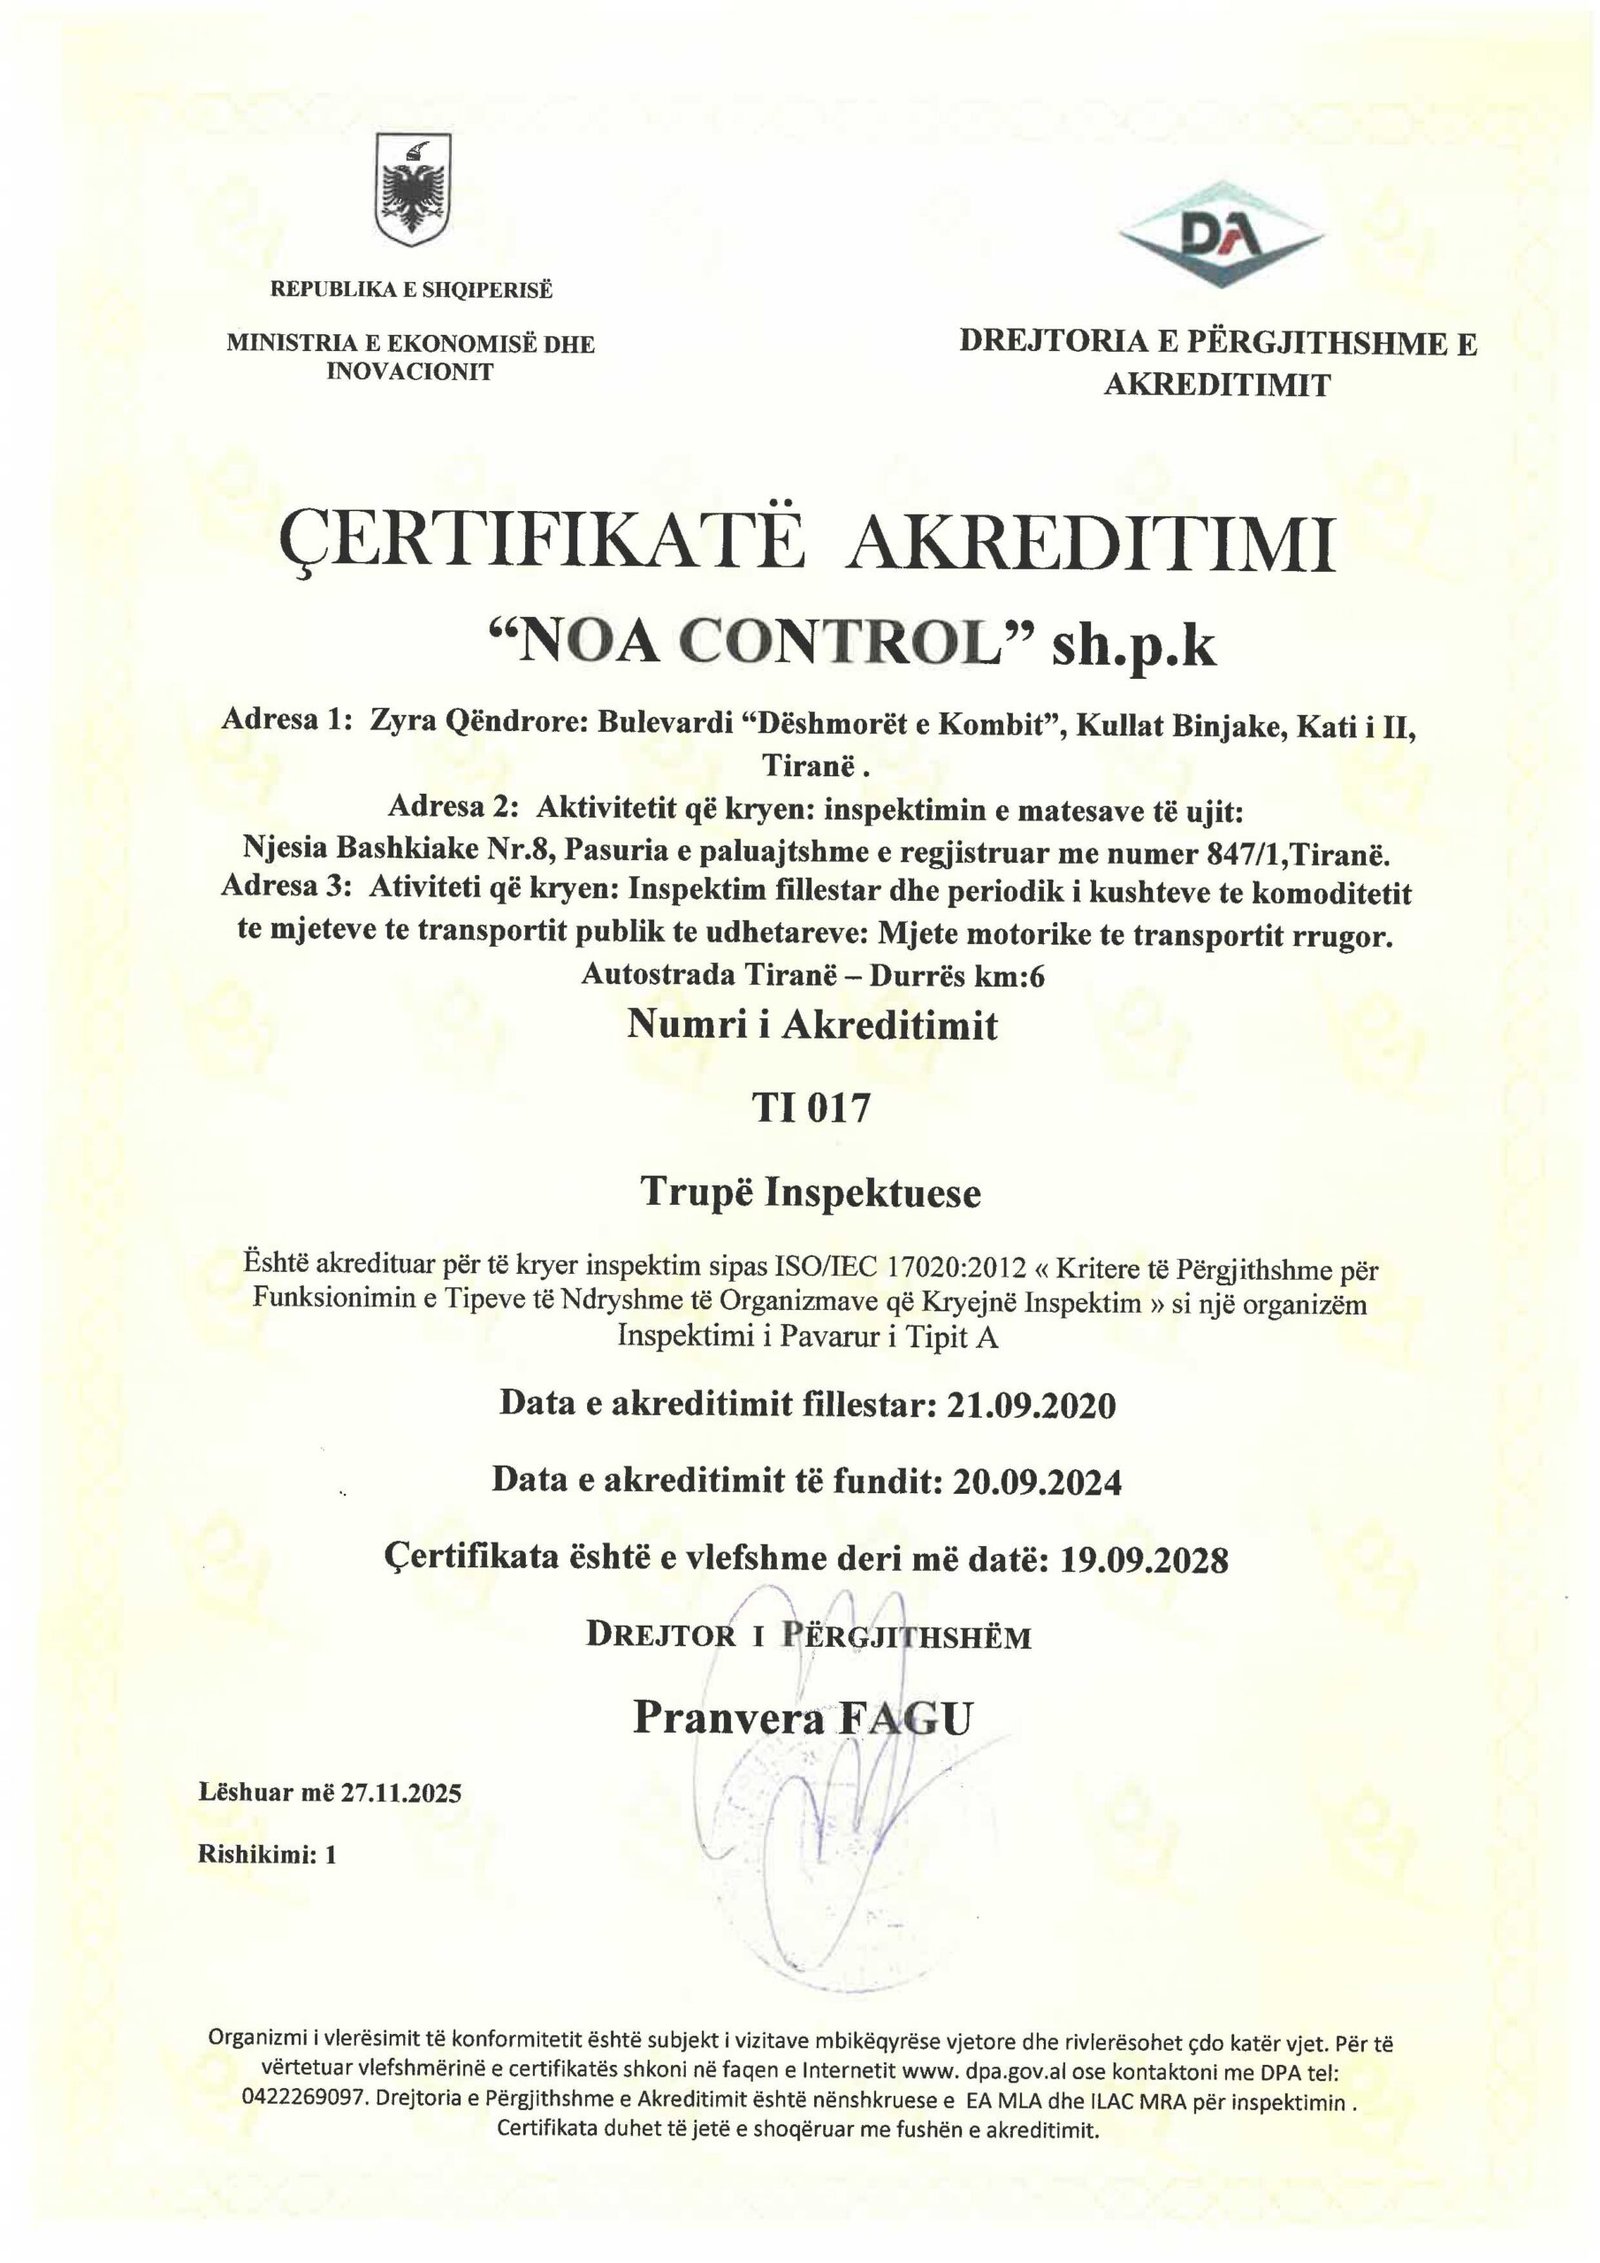 REPUBLIKA E SHQIPERISË
MINISTRIA E EKONOMISË DHE
INOVACIONIT
DA
DREJTORIA E PËRGJITHSHME E
AKREDITIMIT
ÇERTIFIKATË AKREDITIMI
“NOA CONTROL” sh.p.k
Adresa 1: Zyra Qëndrore: Bulevardi “Dëshmorët e Kombit”, Kullat Binjake, Kati i II,
Tiranë .
Adresa 2: Aktivitetit që kryen: inspektimin e matesave të ujit:
Njesia Bashkiake Nr.8, Pasuria e paluajtshme e regjistruar me numer 847/1,Tiranë.
Adresa 3: Ativiteti që kryen: Inspektim fillestar dhe periodik i kushteve te komoditetit
te mjeteve te transportit publik te udhetareve: Mjete motorike te transportit rrugor.
Autostrada Tiranë – Durrës km:6
Numri i Akreditimit
TI 017
Trupë Inspektuese
Është akredituar për të kryer inspektim sipas ISO/IEC 17020:2012 « Kritere të Përgjithshme për
Funksionimin e Tipeve të Ndryshme të Organizmave që Kryejnë Inspektim » si një organizëm
Inspektimi i Pavarur i Tipit A
Data e akreditimit fillestar: 21.09.2020
Data e akreditimit të fundit: 20.09.2024
Çertifikata është e vlefshme deri më datë: 19.09.2028
DREJTOR I PËRGJITHSHËM
Pranvera FAGU
Lëshuar më 27.11.2025
Rishikimi: 1
Organizmi i vlerësimit të konformitetit është subjekt i vizitave mbikëqyrëse vjetore dhe rivlerësohet çdo katër vjet. Për të
vërtetuar vlefshmërinë e certifikatës shkoni në faqen e Internetit www. dpa.gov.al ose kontaktoni me DPA tel:
0422269097. Drejtoria e Përgjithshme e Akreditimit është nënshkruese e EA MLA dhe ILAC MRA për inspektimin .
Certifikata duhet të jetë e shoqëruar me fushën e akreditimit.